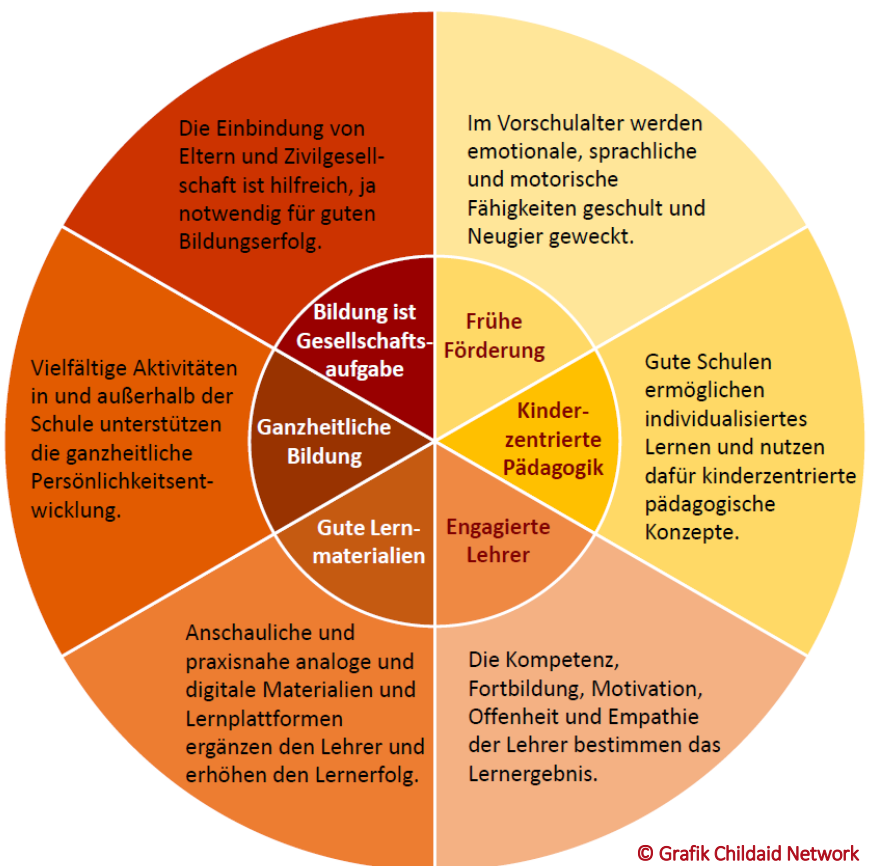 Die Einbindung von
Eltern und Zivilgesell-
schaft ist hilfreich, ja
notwendig für guten
Bildungserfolg.
Im Vorschulalter werden
emotionale, sprachliche
und motorische
Fähigkeiten geschult und
Neugier geweckt.
Bildung ist
Gesellschafts-
aufgabe
Frühe
Förderung
Vielfältige Aktivitäten
in und außerhalb der
Schule unterstützen
die ganzheitliche
Persönlichkeitsent-
wicklung.
Ganzheitliche
Bildung
Kinder-
zentrierte
Pädagogik
Gute Schulen
ermöglichen
individualisiertes
Lernen und nutzen
dafür kinderzentrierte
pädagogische
Konzepte.
Gute Lern-
materialien
Engagierte
Lehrer
Anschauliche und
praxisnahe analoge und
digitale Materialien und
Lernplattformen
ergänzen den Lehrer und
erhöhen den Lernerfolg.
Die Kompetenz,
Fortbildung, Motivation,
Offenheit und Empathie
der Lehrer bestimmen das
Lernergebnis.
© Grafik Childaid Network